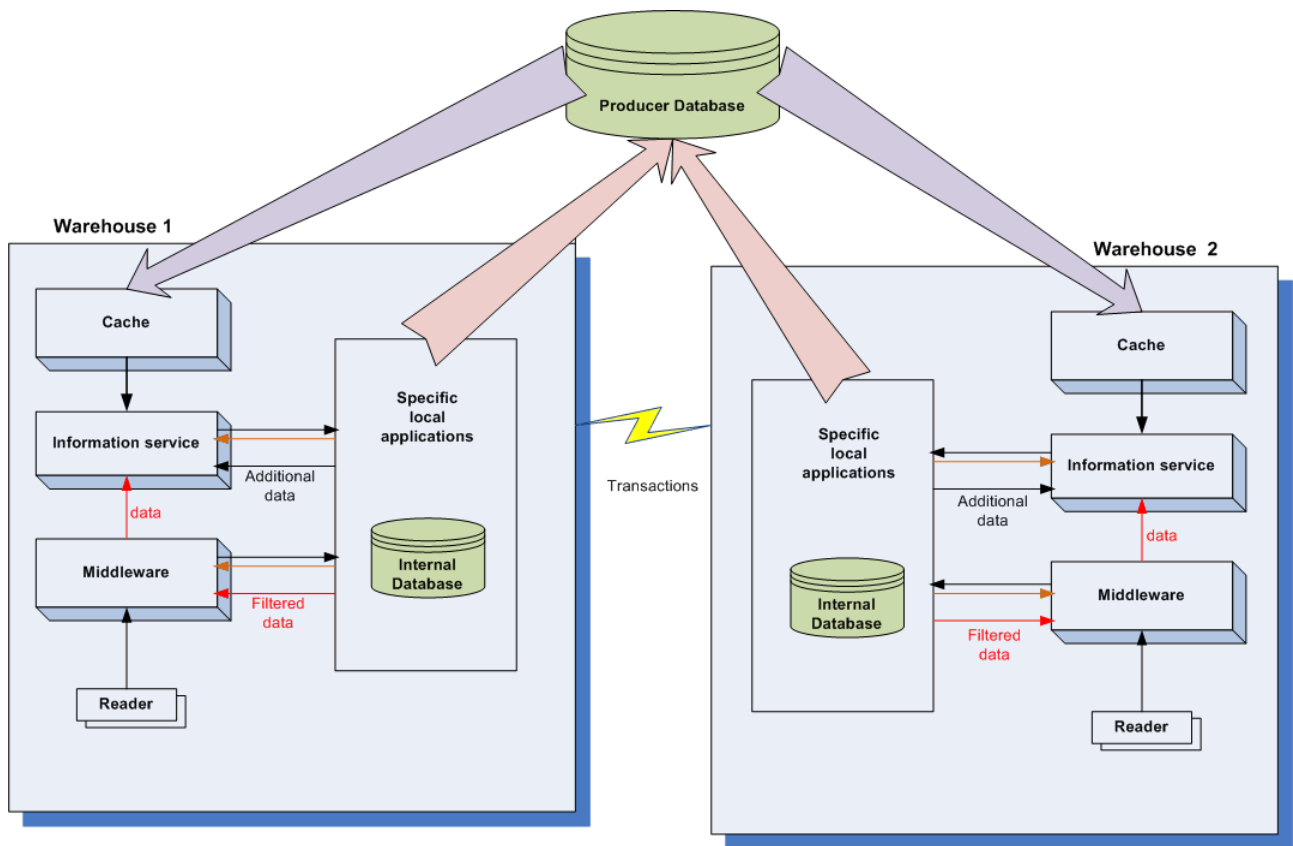 Producer Database
Warehouse 1
Cache
Information service
Specific
local
applications
Additional
data
data
Middleware
Internal
Database
Filtered
data
Reader
Transactions
Warehouse  2
Cache
Specific
local
applications
Information service
Additional
data
data
Internal
Database
Middleware
Filtered
data
Reader